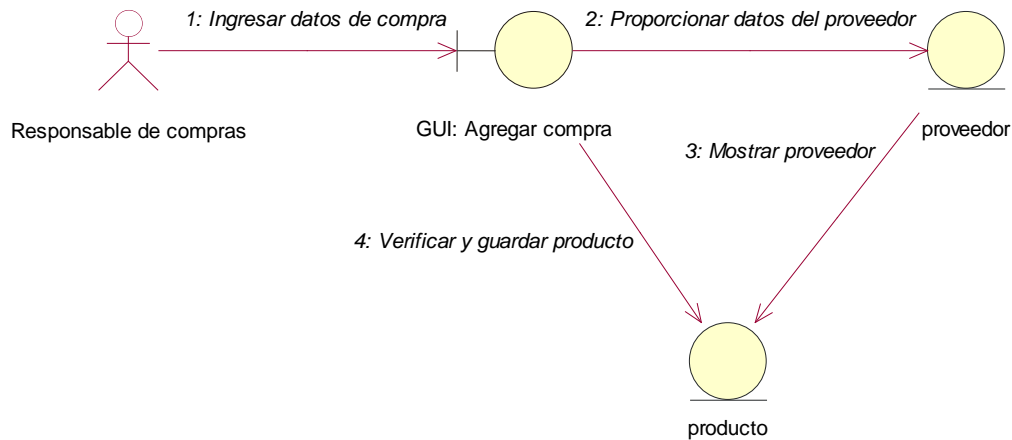 1: Ingresar datos de compra
2: Proporcionar datos del proveedor
Responsable de compras
GUI: Agregar compra
proveedor
3: Mostrar proveedor
4: Verificar y guardar producto
producto